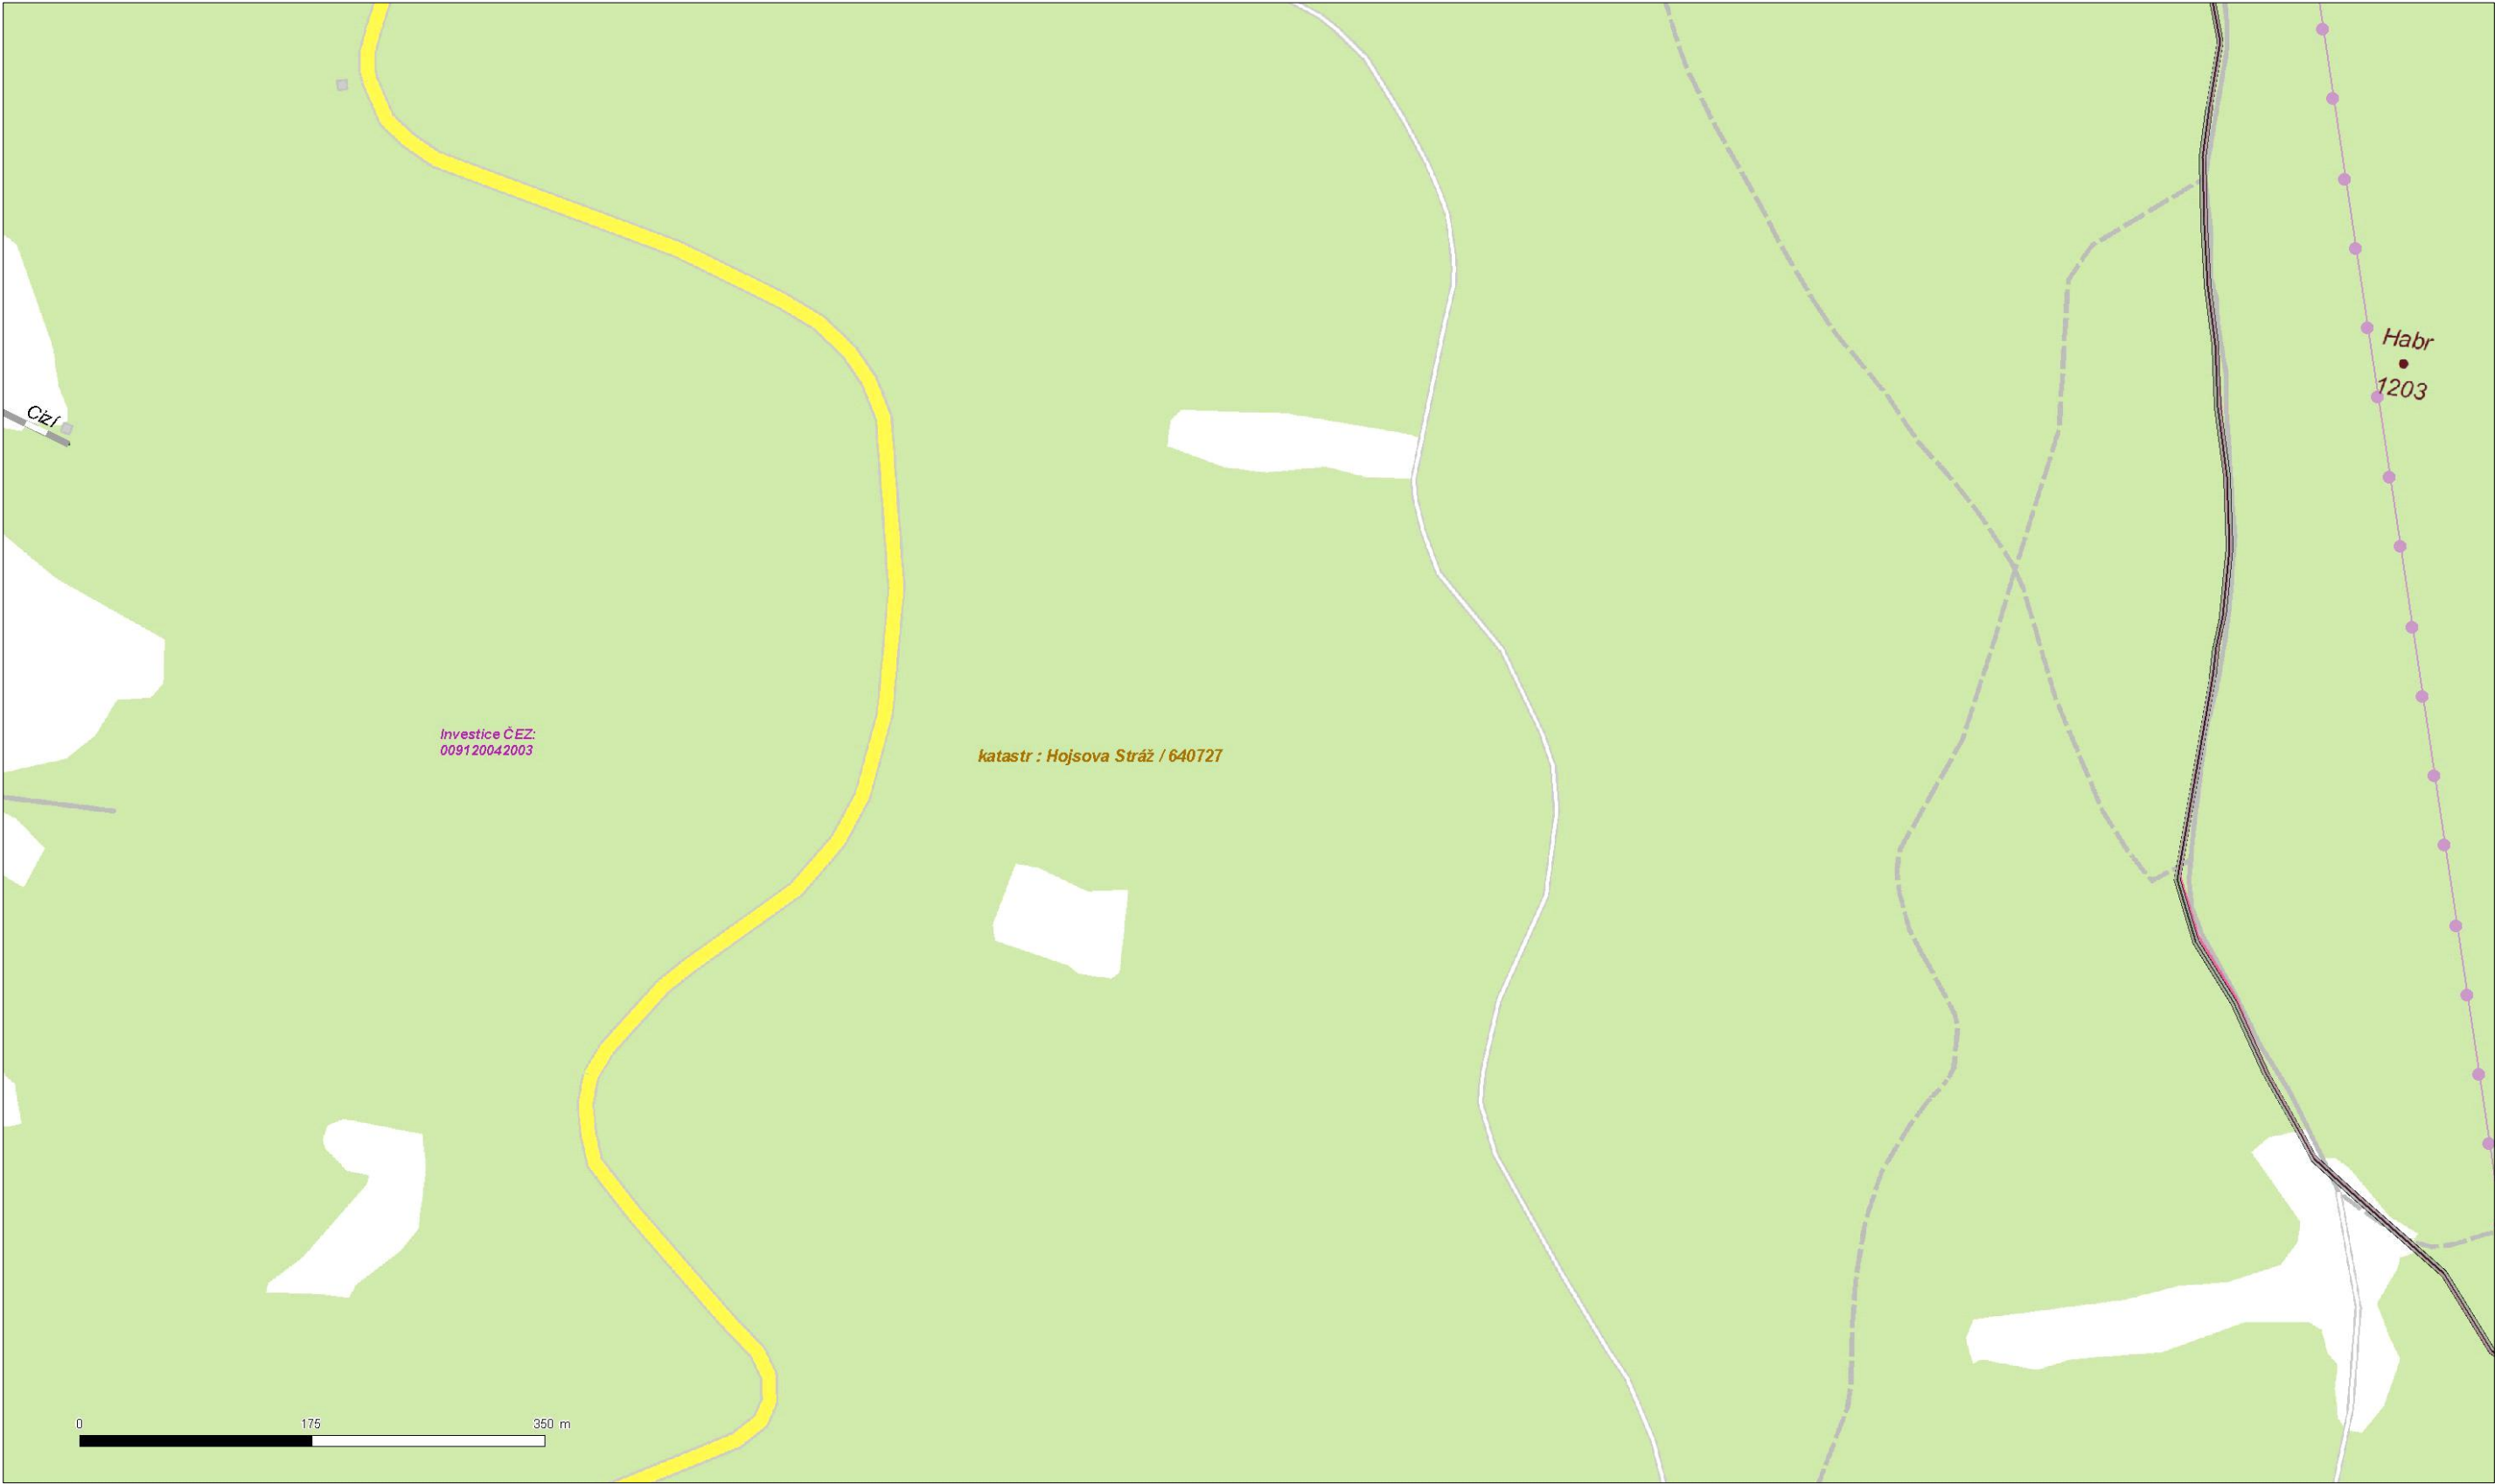 Habr
1203
Cizí
Investice ČEZ:
009120042003
katastr : Hojsova Stráž / 640727
0 175 350 m